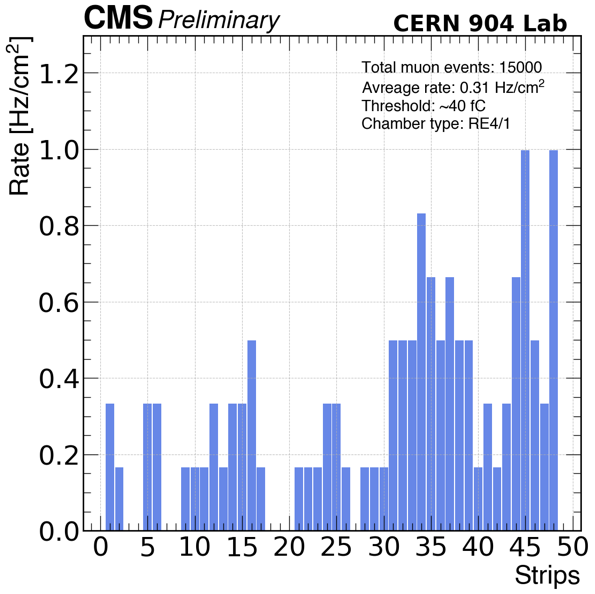 CMS Preliminary CERN 904 Lab
Rate [Hz/cm²]
Total muon events: 15000
Avreage rate: 0.31 Hz/cm²
Threshold: ~40 fC
Chamber type: RE4/1
1.2
1.0
0.8
0.6
0.4
0.2
0.0
0 5 10 15 20 25 30 35 40 45 50
Strips